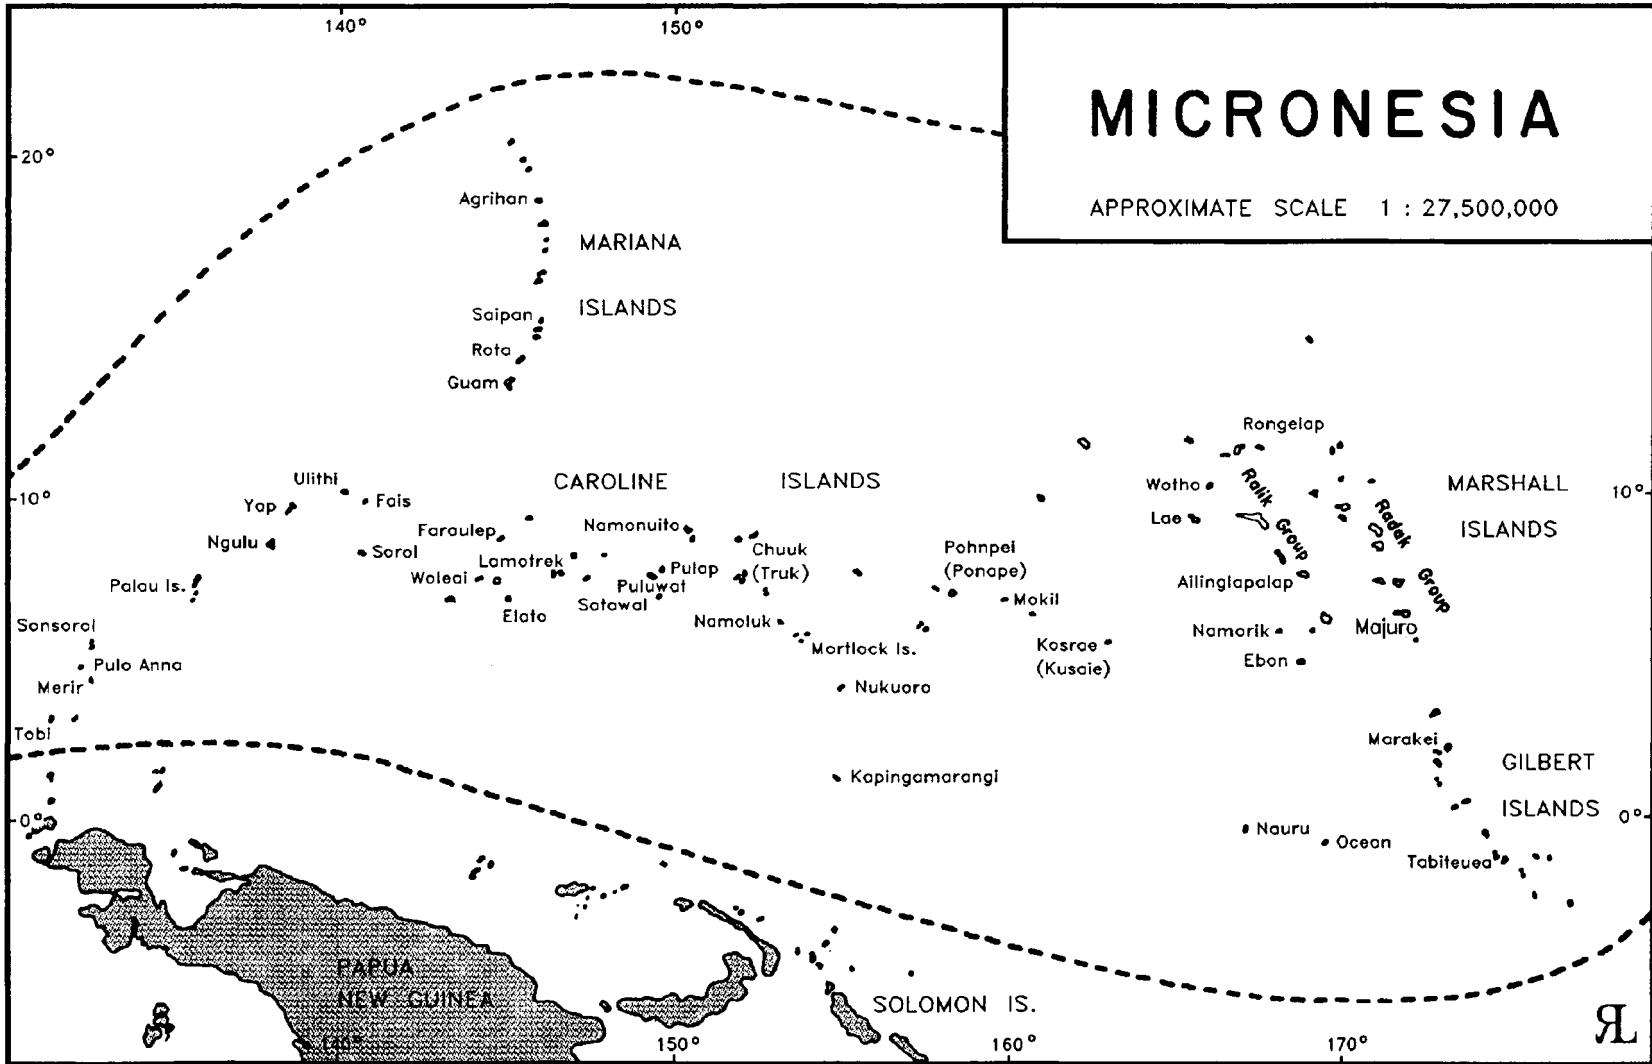 140°
150°
MICRONESIA
APPROXIMATE SCALE 1 : 27,500,000
20°
Agrihan
MARIANA
ISLANDS
Saipan
Rota
Guam
Rongelap
Ulithi
Fais
Yap
CAROLINE ISLANDS
Wotho
Ralik
Group
Radak
Group
MARSHALL
ISLANDS
10°
10°
Lae
Ngulu
Sorol
Faraulep
Namonuito
Lamotrek
Woleai
Elato
Satawal
Puluwat
Pulap
Chuuk
(Truk)
Pohnpei
(Ponape)
Mokil
Ailinglapalap
Palau Is.
Namoluk
Mortlock Is.
Kosrae
(Kusaie)
Namorik
Majuro
Ebon
Sonsorol
Pulo Anna
Merir
Tobi
Nukuoro
Marakei
Kapingamarangi
GILBERT
ISLANDS
0°
0°
Nauru
Ocean
Tabiteuea
PAPUA
NEW GUINEA
SOLOMON IS.
140°
150°
160°
170°
RL